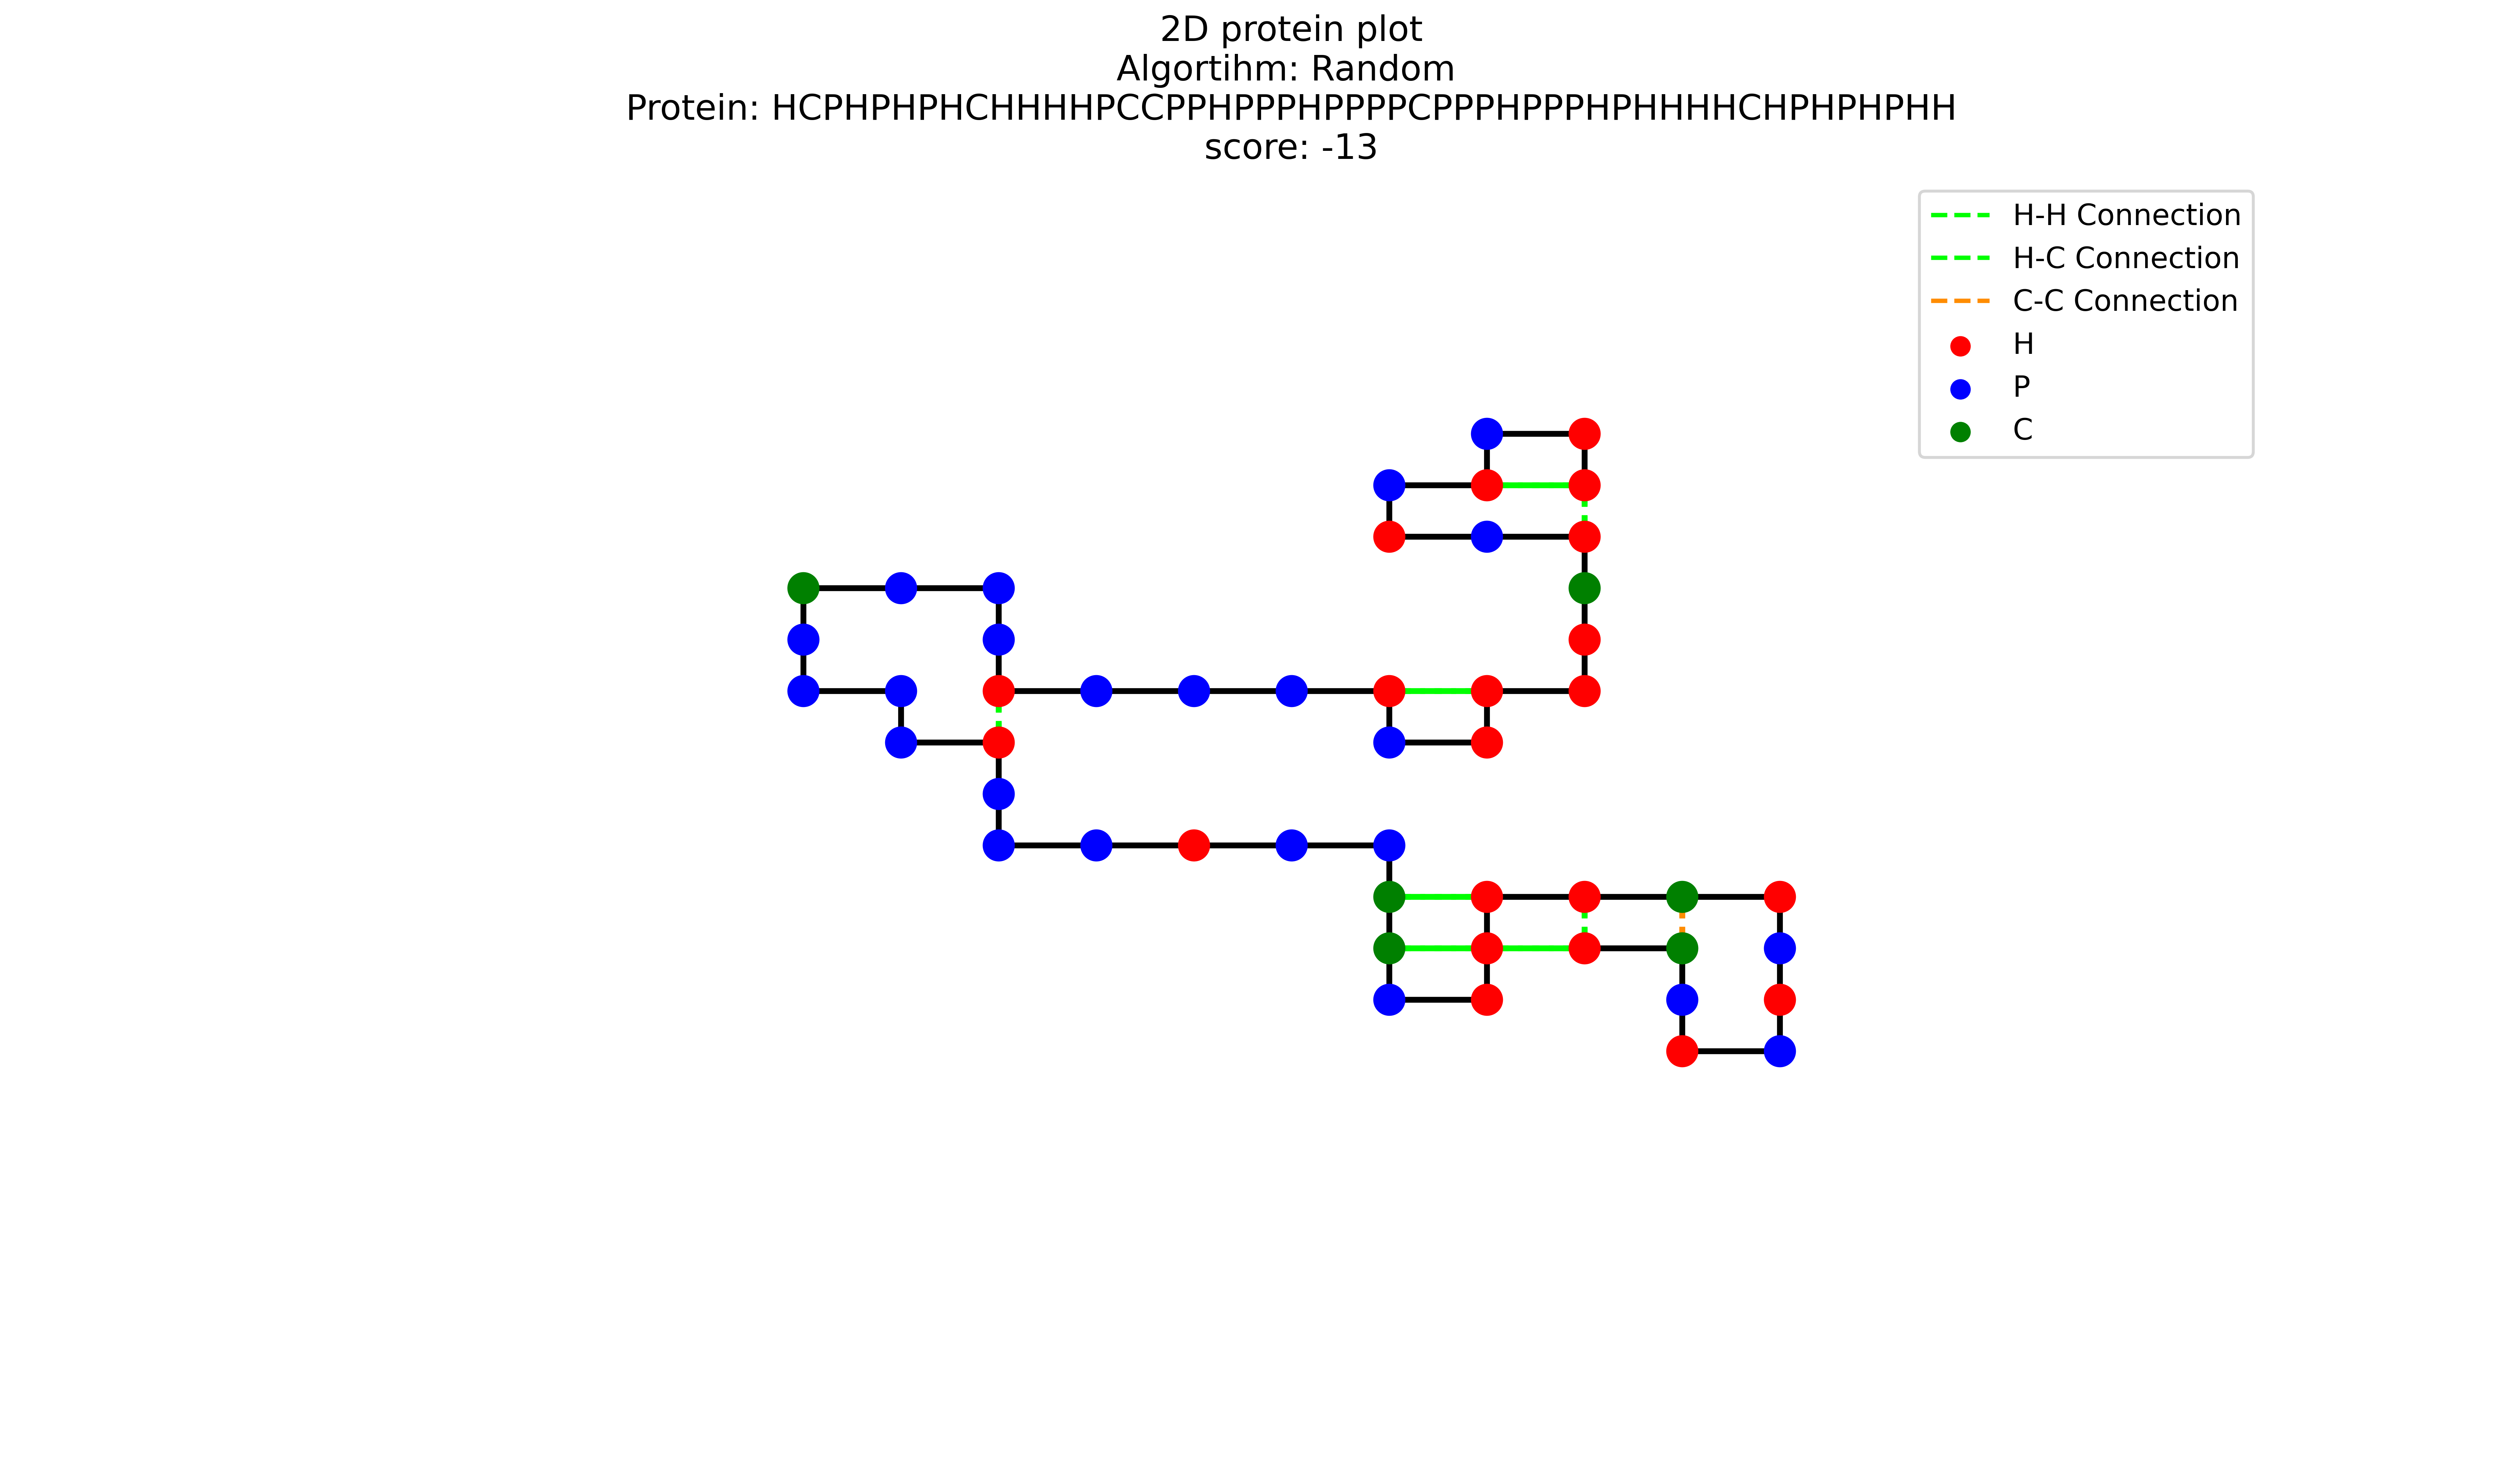 2D protein plot
Algortihm: Random
Protein: HCPHPHPHCHHHHPCCPPHPPPHPPPPCPPPHPPPHPHHHHCHPHPHPHH
score: -13
H-H Connection
H-C Connection
C-C Connection
H
P
C